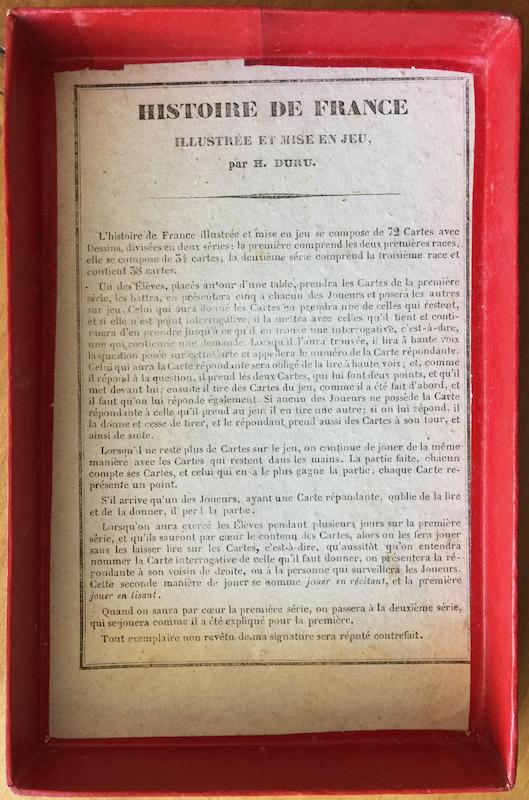 HISTOIRE DE FRANCE
ILLUSTRÉE ET MISE EN JEU,
par H. DURU.
L'histoire de France illustrée et mise en jeu se compose de 72 Cartes avec
Dessins, divisées en deux séries : la première comprend les deux premières races,
elle se compose de 34 cartes, la deuxième série comprend la troisième race et
contient 38 cartes.
Un des Élèves, placés autour d'une table, prendra les Cartes de la première
série, les battra, en présentera cinq à chacun des Joueurs et posera les autres
sur jeu. Celui qui aura donné les Cartes en prendra une de celles qui restent,
et si elle n'est point interrogative, il la mettra avec celles qu'il tient et conti-
nuera d'en prendre jusqu'à ce qu'il en trouve une interrogative, c'est-à-dire,
une qui contienne une demande. Lorsqu'il l'aura trouvée, il lira à haute voix
la question posée sur cette Carte et appellera le numéro de la Carte répondante.
Celui qui aura la Carte répondante sera obligé de la lire à haute voix; et, comme
il répond à la question, il prend les deux Cartes, qui lui font deux points, et qu'il
met devant lui; ensuite il tire des Cartes du jeu, comme il a été fait d'abord, et
il faut qu'on lui réponde également. Si aucun des Joueurs ne possède la Carte
répondante à celle qu'il prend au jeu, il en tire une autre; si on lui répond, il
la donne et cesse de tirer, et le répondant prend aussi des Cartes à son tour, et
ainsi de suite.
Lorsqu'il ne reste plus de Cartes sur le jeu, on continue de jouer de la même
manière avec les Cartes qui restent dans les mains. La partie faite, chacun
compte ses Cartes, et celui qui en a le plus gagne la partie; chaque Carte re-
présente un point.
S'il arrive qu'un des Joueurs, ayant une Carte répondante, oublie de la lire
et de la donner, il perd la partie.
Lorsqu'on aura exercé les Élèves pendant plusieurs jours sur la première
série, et qu'ils sauront par cœur le contenu des Cartes, alors on les fera jouer
sans les laisser lire sur les Cartes, c'est-à-dire, qu'aussitôt qu'on entendra
nommer la Carte interrogative de celle qu'il faut donner, on présentera la ré-
pondante à son voisin de droite, ou à la personne qui surveillera les Joueurs.
Cette seconde manière de jouer se nomme jouer en récitant, et la première
jouer en lisant.
Quand on saura par cœur la première série, on passera à la deuxième série,
qui se jouera comme il a été expliqué pour la première.
Tout exemplaire non revêtu de ma signature sera réputé contrefait.